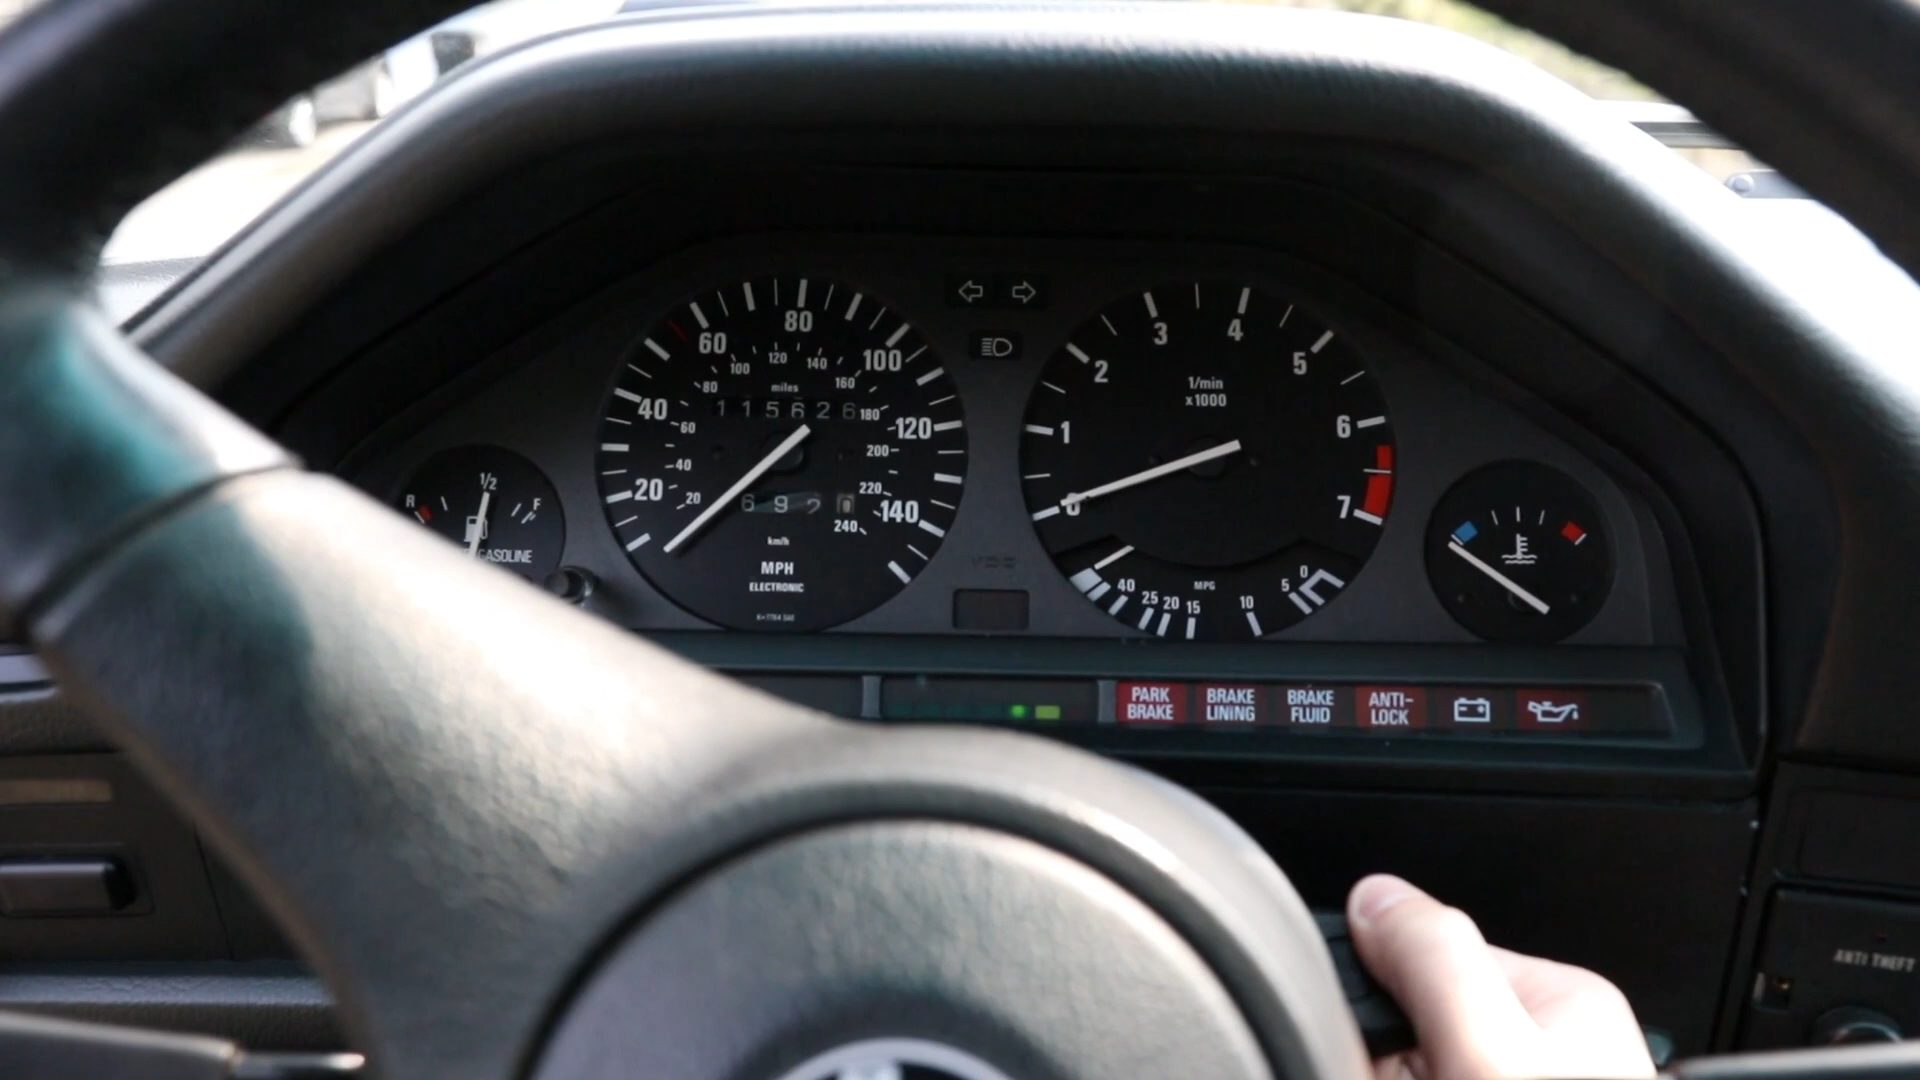 R 1/2 F
GASOLINE
20 40 60 80 100 120 140
20 40 60 80 100 120 140 160 180 200 220 240
miles
115626
692
km/h
MPH
ELECTRONIC
1/min
x1000
0 1 2 3 4 5 6 7
VDO
40 25 20 15 10 5 0
MPG
PARK
BRAKE
BRAKE
LINING
BRAKE
FLUID
ANTI-
LOCK
ANTI THEFT